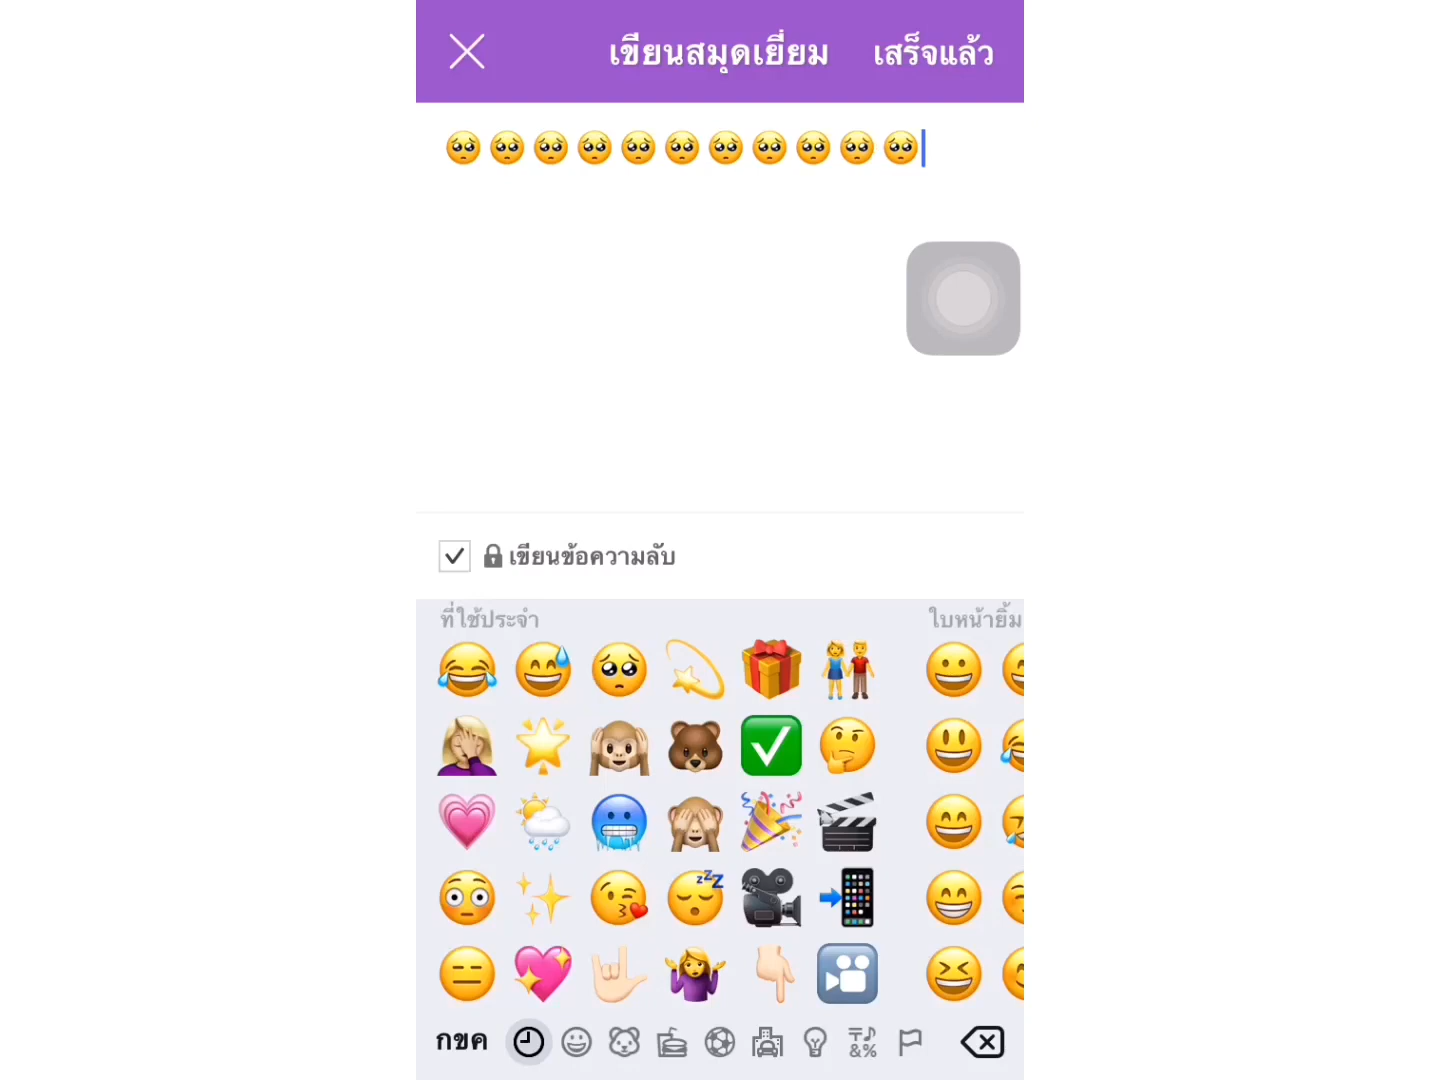 เขียนสมุดเยี่ยม เสร็จแล้ว
🥺🥺🥺🥺🥺🥺🥺🥺🥺🥺🥺
เขียนข้อความลับ
ที่ใช้ประจำ ใบหน้ายิ้ม
กขค